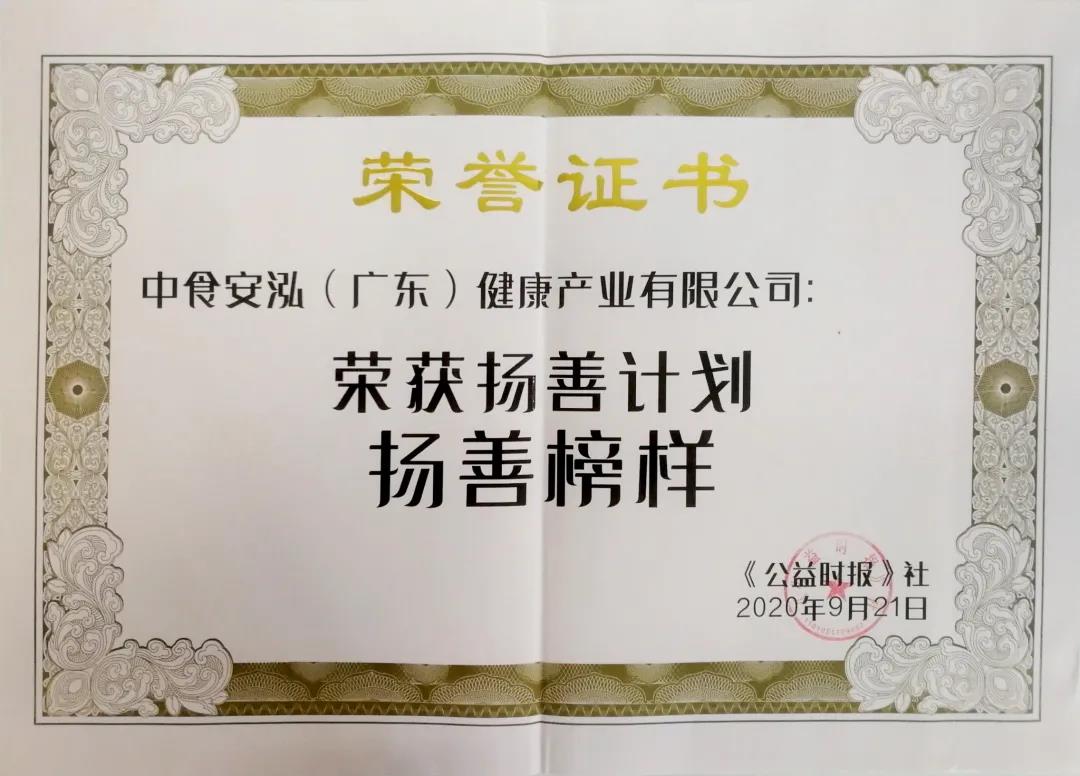 荣誉证书
中食安泓（广东）健康产业有限公司：
荣获扬善计划
扬善榜样
《公益时报》社
2020年9月21日